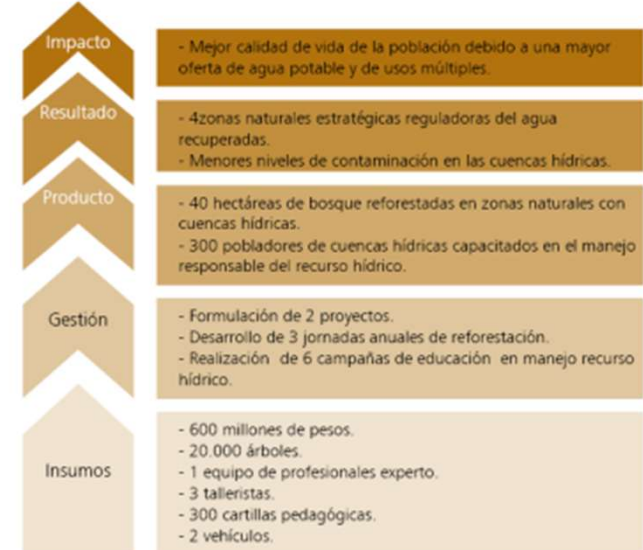 Impacto
- Mejor calidad de vida de la población debido a una mayor
oferta de agua potable y de usos múltiples.
Resultado
- 4zonas naturales estratégicas reguladoras del agua
recuperadas.
- Menores niveles de contaminación en las cuencas hídricas.
Producto
- 40 hectáreas de bosque reforestadas en zonas naturales con
cuencas hídricas.
- 300 pobladores de cuencas hídricas capacitados en el manejo
responsable del recurso hídrico.
Gestión
- Formulación de 2 proyectos.
- Desarrollo de 3 jornadas anuales de reforestación.
- Realización de 6 campañas de educación en manejo recurso
hídrico.
Insumos
- 600 millones de pesos.
- 20.000 árboles.
- 1 equipo de profesionales experto.
- 3 talleristas.
- 300 cartillas pedagógicas.
- 2 vehículos.